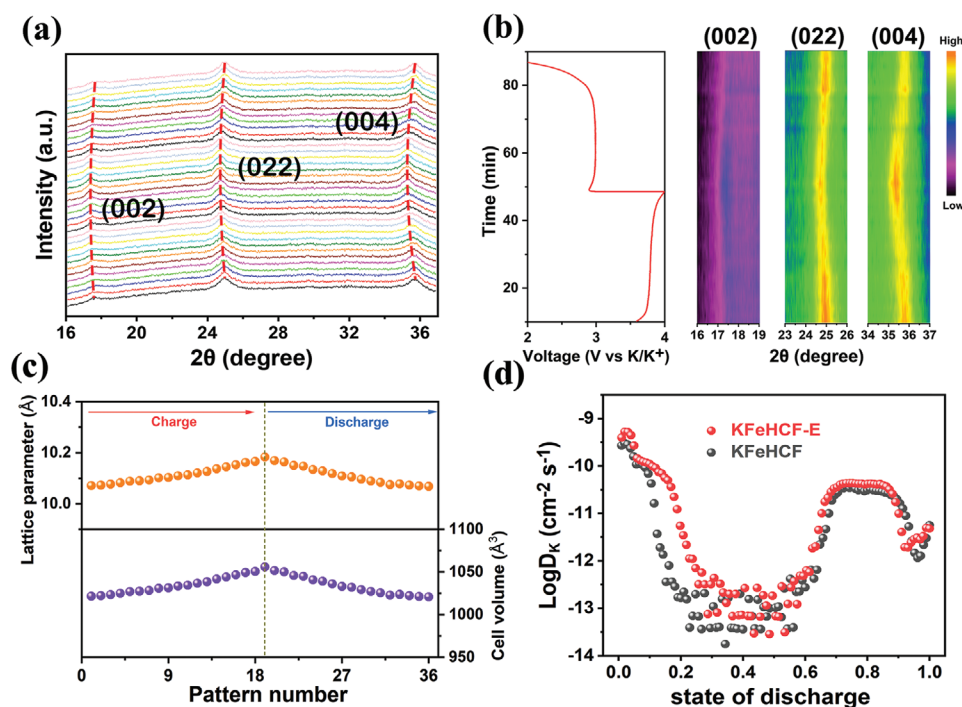 (a)
Intensity (a.u.)
(002)
(022)
(004)
16 20 24 28 32 36
2θ (degree)
(b)
Time (min)
80
60
40
20
2 3 4
Voltage (V vs K/K⁺)
(002) (022) (004)
High
Low
16 17 18 19 23 24 25 26 34 35 36 37
2θ (degree)
(c)
Lattice parameter (Å)
10.4
10.2
10.0
Charge
Discharge
1100
1050
1000
950
Cell volume (Å³)
0 9 18 27 36
Pattern number
(d)
LogD_K (cm⁻² s⁻¹)
-9
-10
-11
-12
-13
-14
KFeHCF-E
KFeHCF
0.0 0.2 0.4 0.6 0.8 1.0
state of discharge